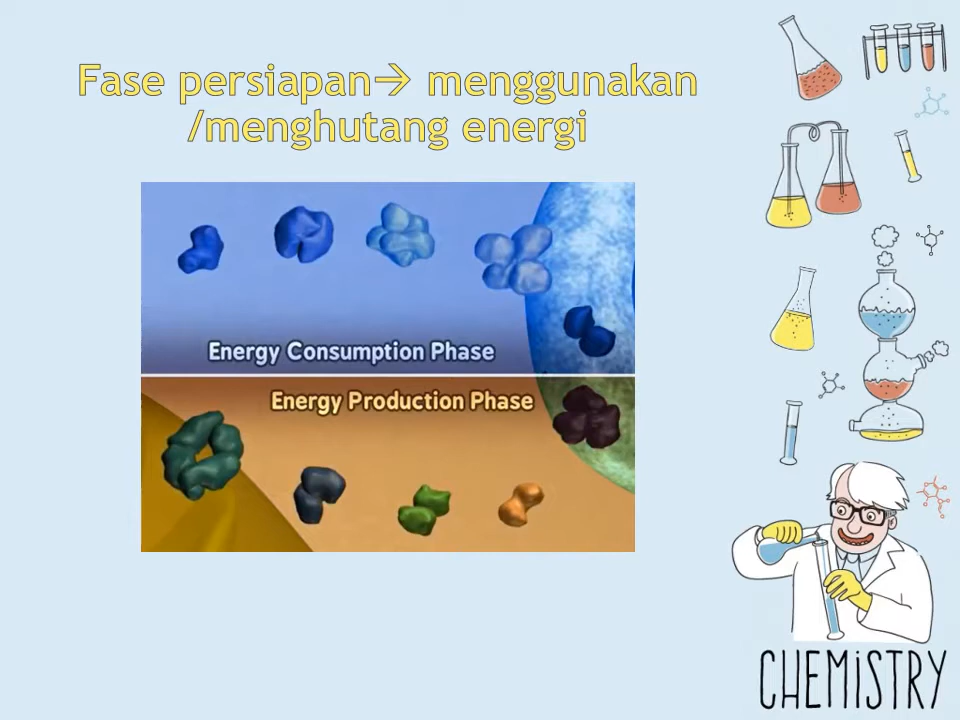 Fase persiapan→ menggunakan
/menghutang energi
Energy Consumption Phase
Energy Production Phase
CHEMiSTRY